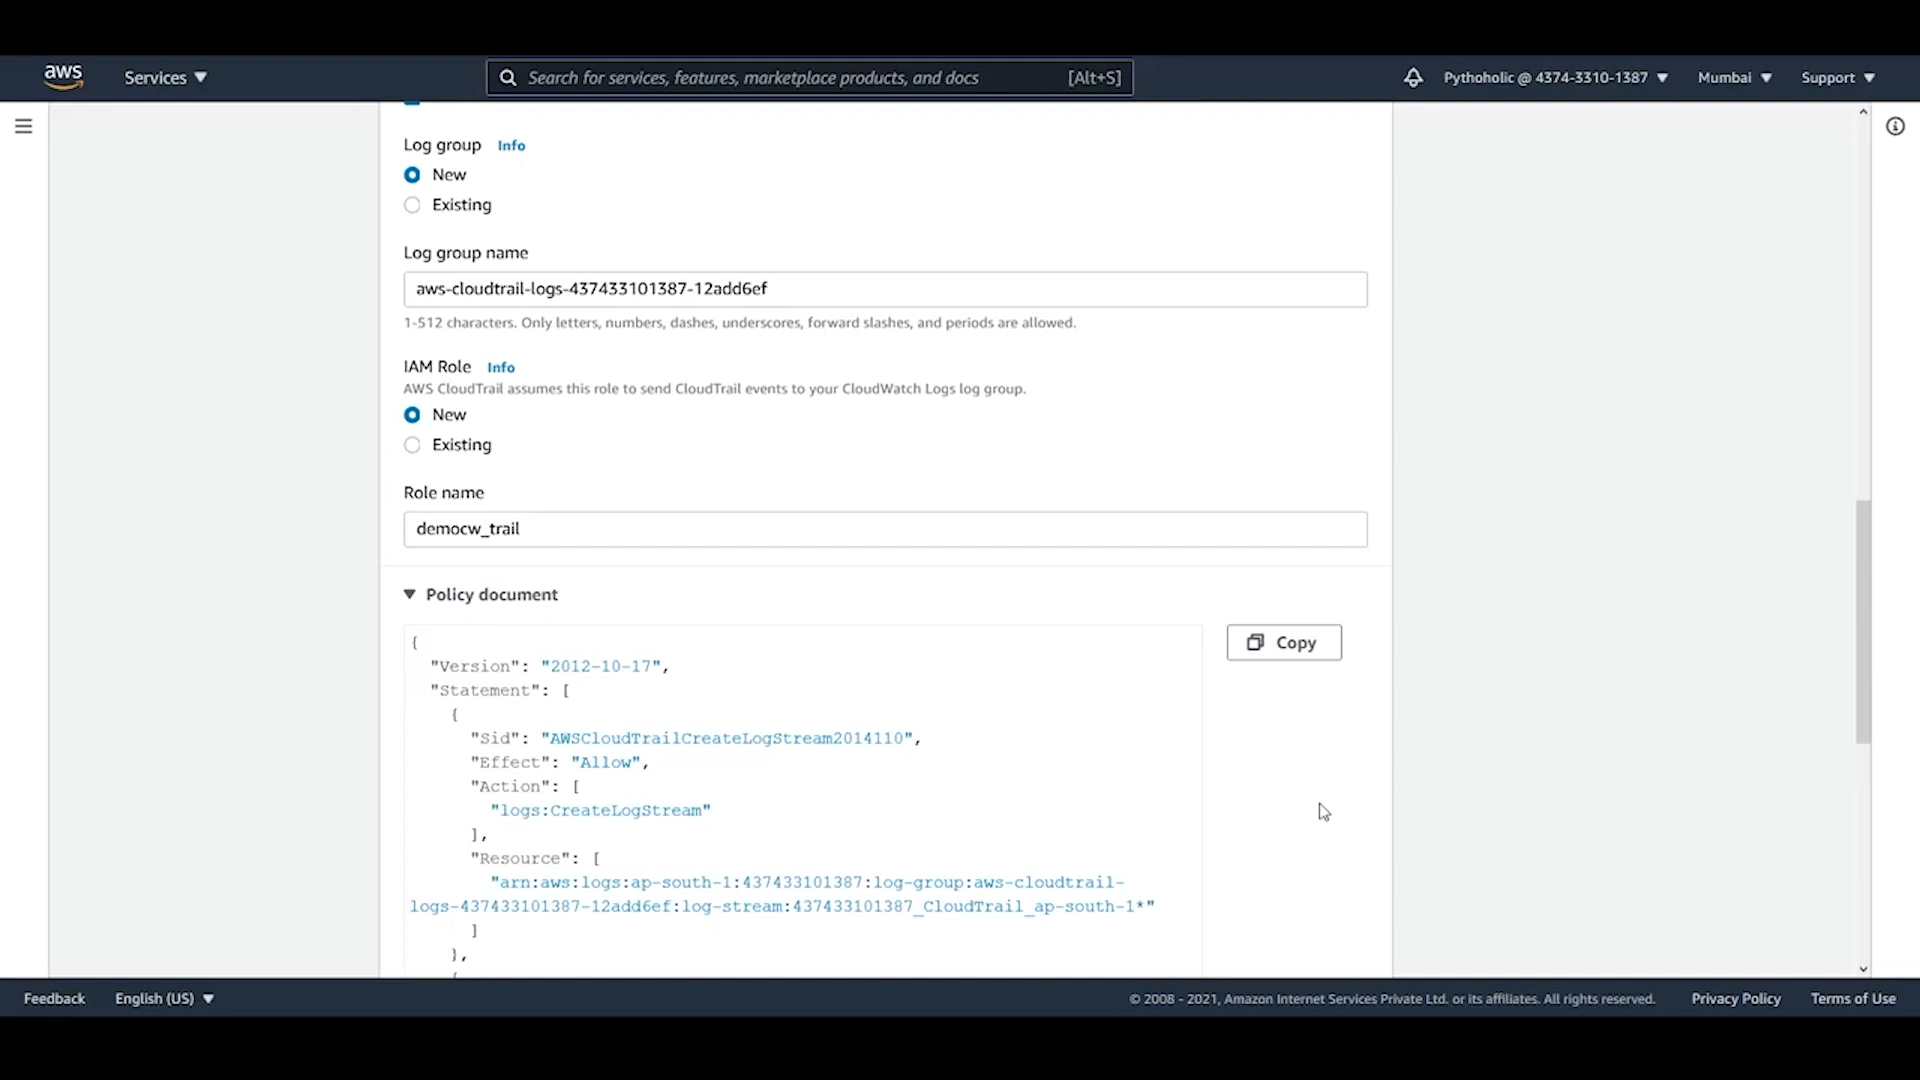 aws
Services ▼
Search for services, features, marketplace products, and docs
[Alt+S]
Pythoholic @ 4374-3310-1387 ▼
Mumbai ▼
Support ▼
Log group Info
New
Existing
Log group name
aws-cloudtrail-logs-437433101387-12add6ef
1-512 characters. Only letters, numbers, dashes, underscores, forward slashes, and periods are allowed.
IAM Role Info
AWS CloudTrail assumes this role to send CloudTrail events to your CloudWatch Logs log group.
New
Existing
Role name
democw_trail
▼ Policy document
Copy
{
"Version": "2012-10-17",
"Statement": [
{
"Sid": "AWSCloudTrailCreateLogStream2014110",
"Effect": "Allow",
"Action": [
"logs:CreateLogStream"
],
"Resource": [
"arn:aws:logs:ap-south-1:437433101387:log-group:aws-cloudtrail-
logs-437433101387-12add6ef:log-stream:437433101387_CloudTrail_ap-south-1*"
]
},
{
Feedback
English (US) ▼
© 2008 - 2021, Amazon Internet Services Private Ltd. or its affiliates. All rights reserved.
Privacy Policy
Terms of Use